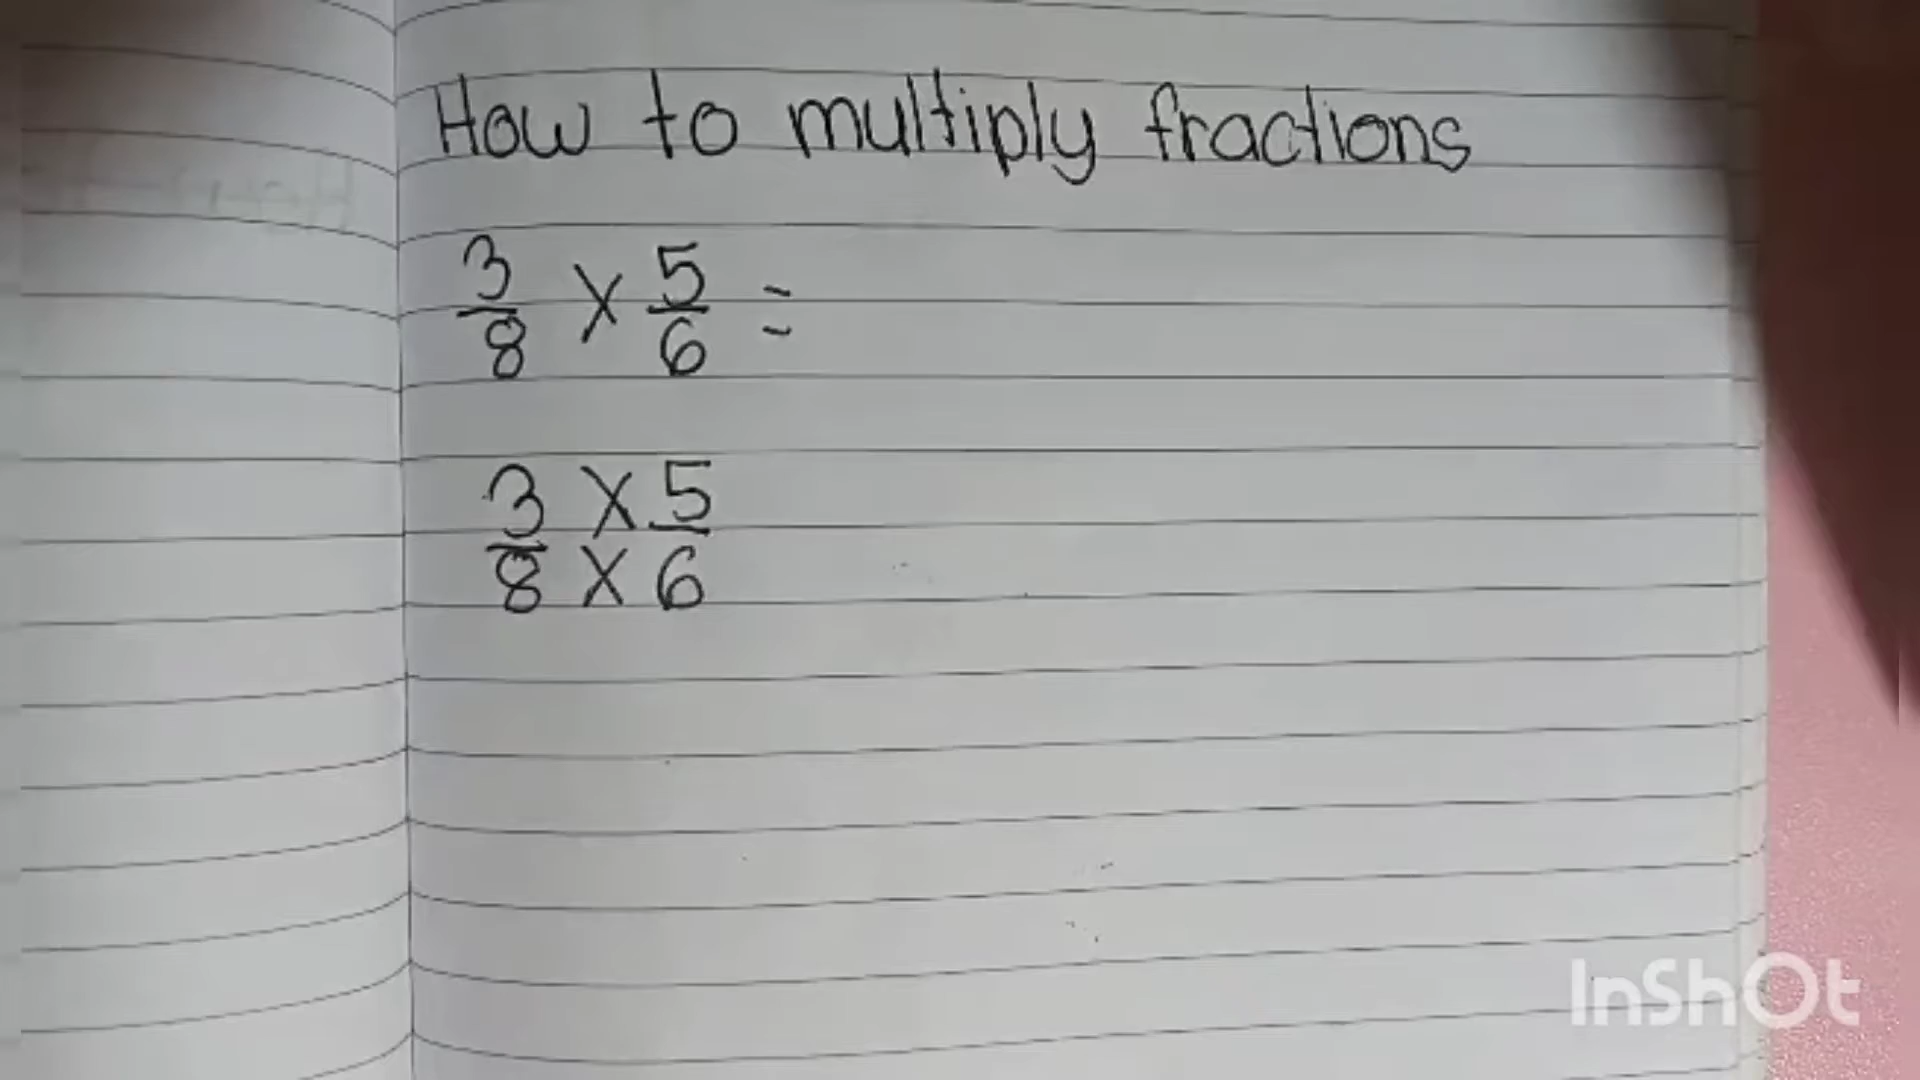 How to multiply fractions
3/8 × 5/6 =
3 × 5
8 × 6
InShOt